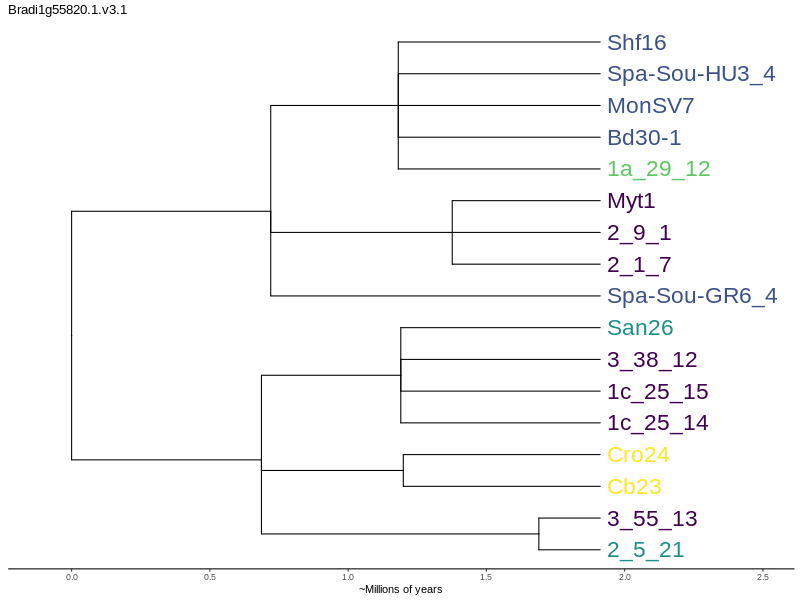 Bradi1g55820.1.v3.1
Shf16
Spa-Sou-HU3_4
MonSV7
Bd30-1
1a_29_12
Myt1
2_9_1
2_1_7
Spa-Sou-GR6_4
San26
3_38_12
1c_25_15
1c_25_14
Cro24
Cb23
3_55_13
2_5_21
0.0 0.5 1.0 1.5 2.0 2.5
~Millions of years